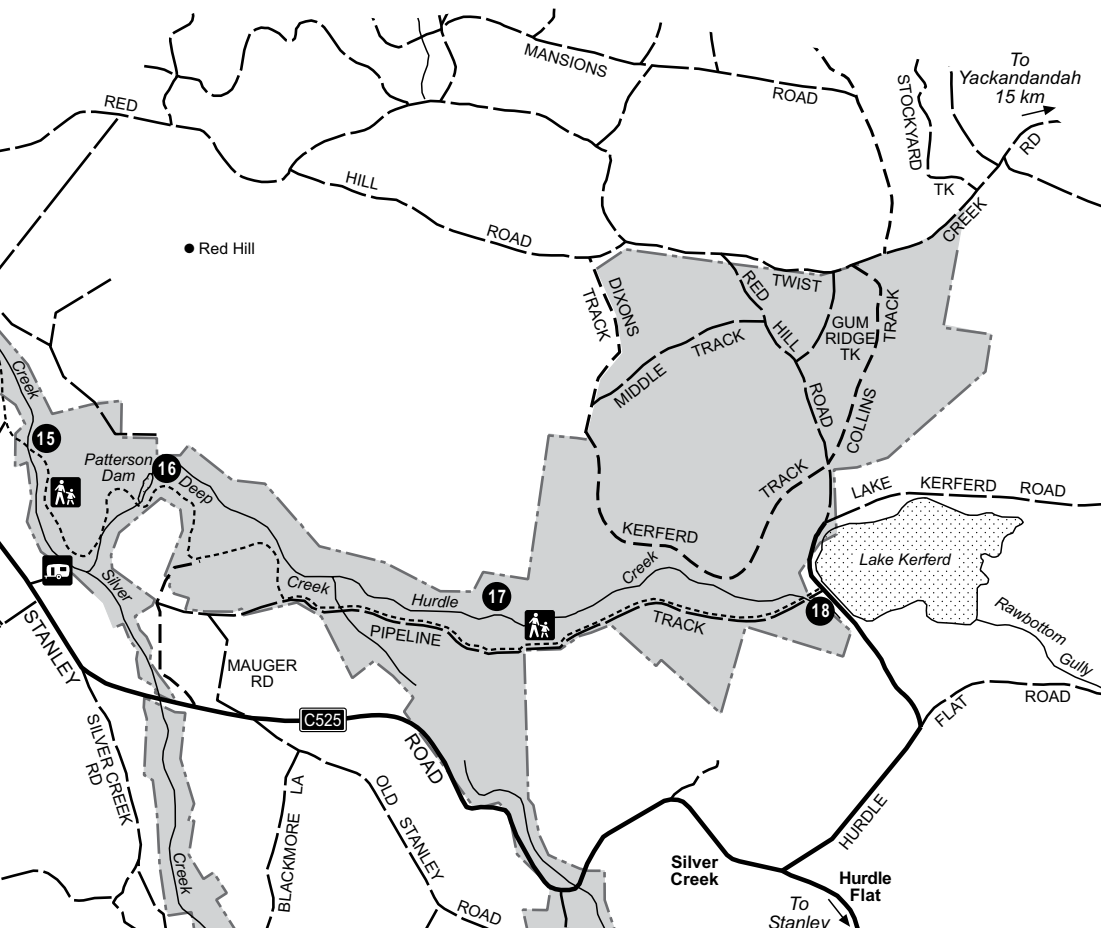 MANSIONS
ROAD
To
Yackandandah
15 km
RED
STOCKYARD
TK
RD
CREEK
HILL
ROAD
Red Hill
DIXONS
TRACK
RED
HILL
ROAD
TWIST
GUM
RIDGE
TK
TRACK
COLLINS
MIDDLE
TRACK
Creek
15
Patterson
Dam
16
Deep
KERFERD
TRACK
LAKE
KERFERD
ROAD
Lake Kerferd
Silver
Creek
Hurdle
17
Creek
18
PIPELINE
TRACK
Rawbottom
Gully
STANLEY
MAUGER
RD
C525
ROAD
FLAT
ROAD
SILVER CREEK
RD
BLACKMORE
LA
OLD
STANLEY
ROAD
HURDLE
Creek
Silver
Creek
Hurdle
Flat
To
Stanley